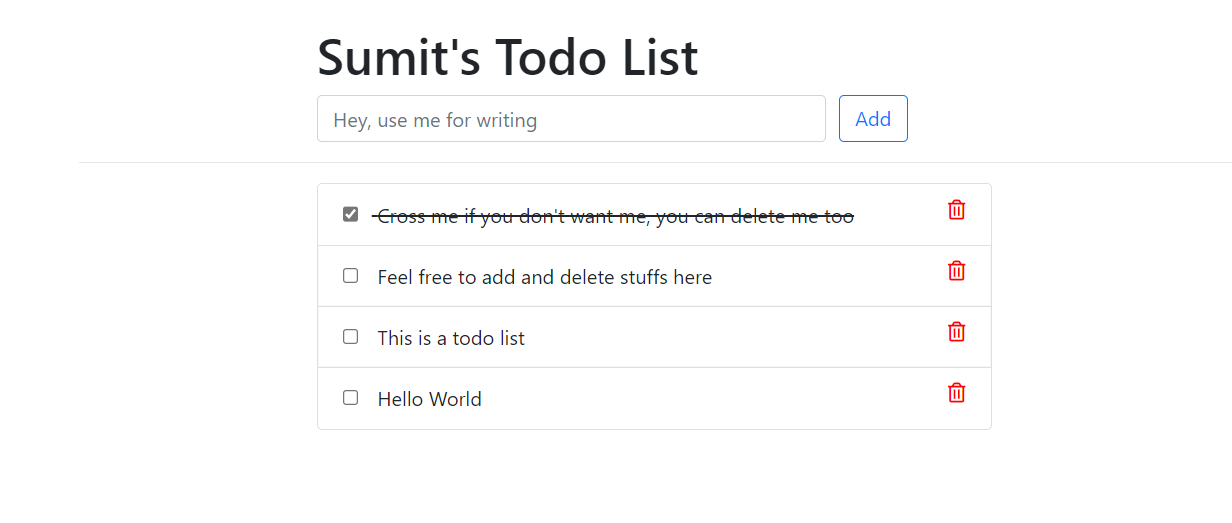 Sumit's Todo List
Hey, use me for writing
Add
Cross me if you don't want me, you can delete me too
Feel free to add and delete stuffs here
This is a todo list
Hello World